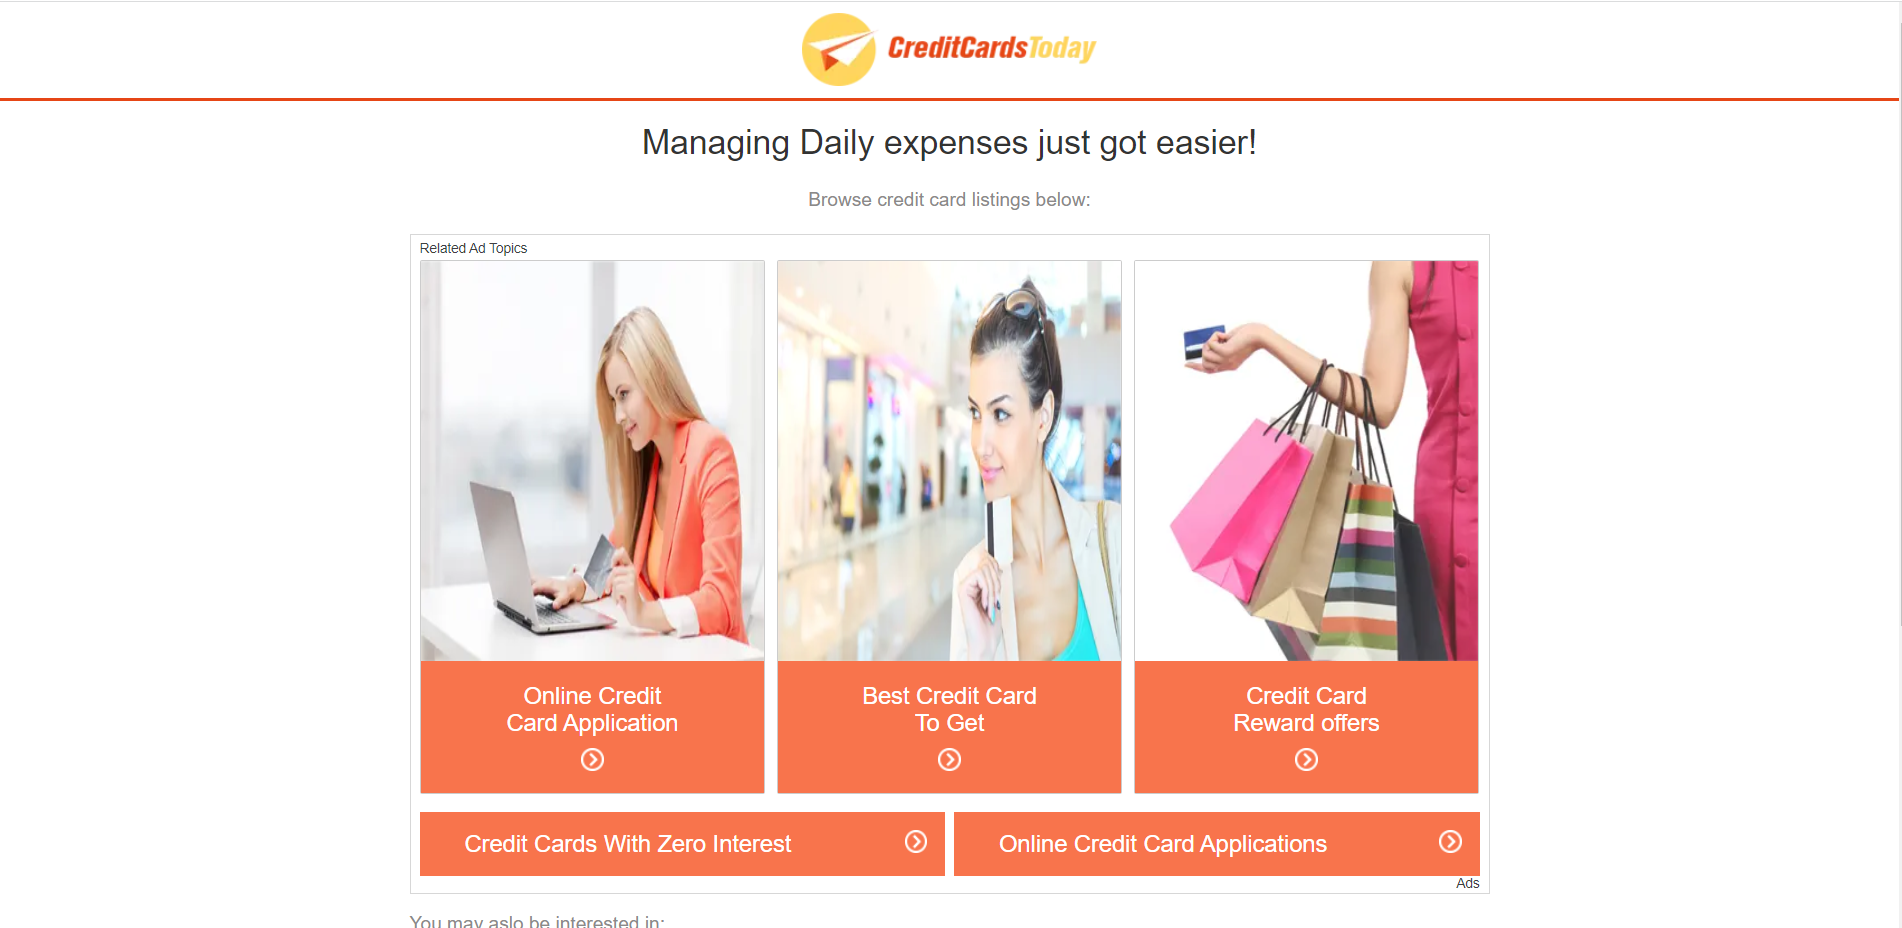 CreditCardsToday
Managing Daily expenses just got easier!
Browse credit card listings below:
Related Ad Topics
Online Credit
Card Application
Best Credit Card
To Get
Credit Card
Reward offers
Credit Cards With Zero Interest
Online Credit Card Applications
Ads
You may aslo be interested in: